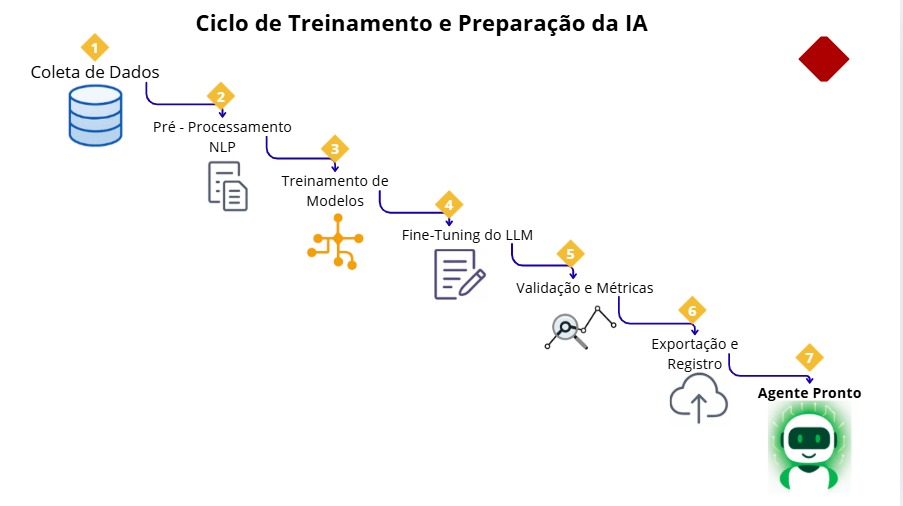 Ciclo de Treinamento e Preparação da IA
1
Coleta de Dados
2
Pré - Processamento
NLP
3
Treinamento de
Modelos
4
Fine-Tuning do LLM
5
Validação e Métricas
6
Exportação e
Registro
7
Agente Pronto